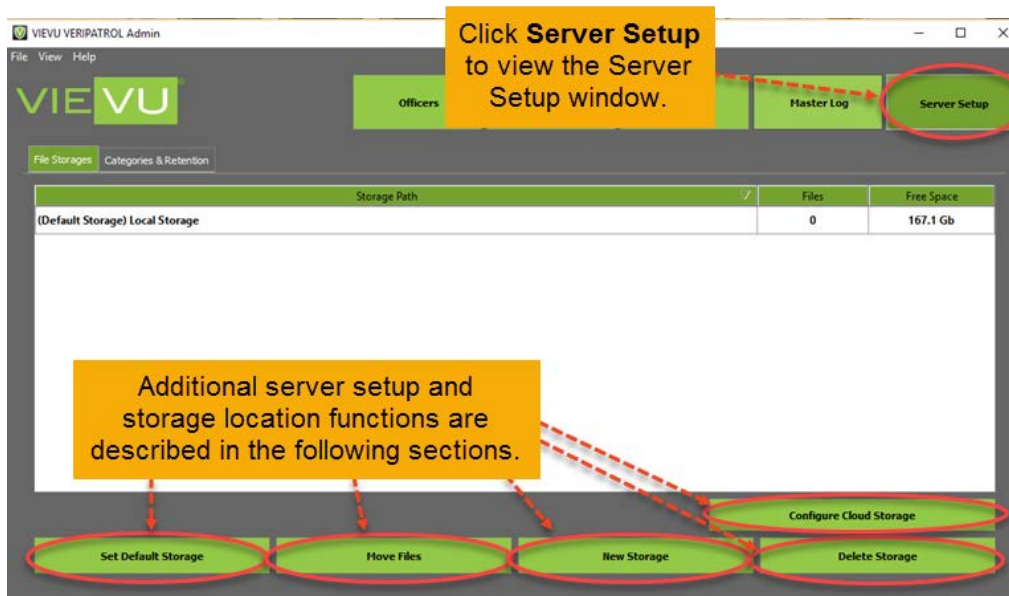 VIEVU VERIPATROL Admin
File View Help
VIEVU
Officers
Click Server Setup
to view the Server
Setup window.
Master Log
Server Setup
File Storages
Categories & Retention
Storage Path
Files
Free Space
(Default Storage) Local Storage
0
167.1 Gb
Additional server setup and
storage location functions are
described in the following sections.
Configure Cloud Storage
Set Default Storage
Move Files
New Storage
Delete Storage